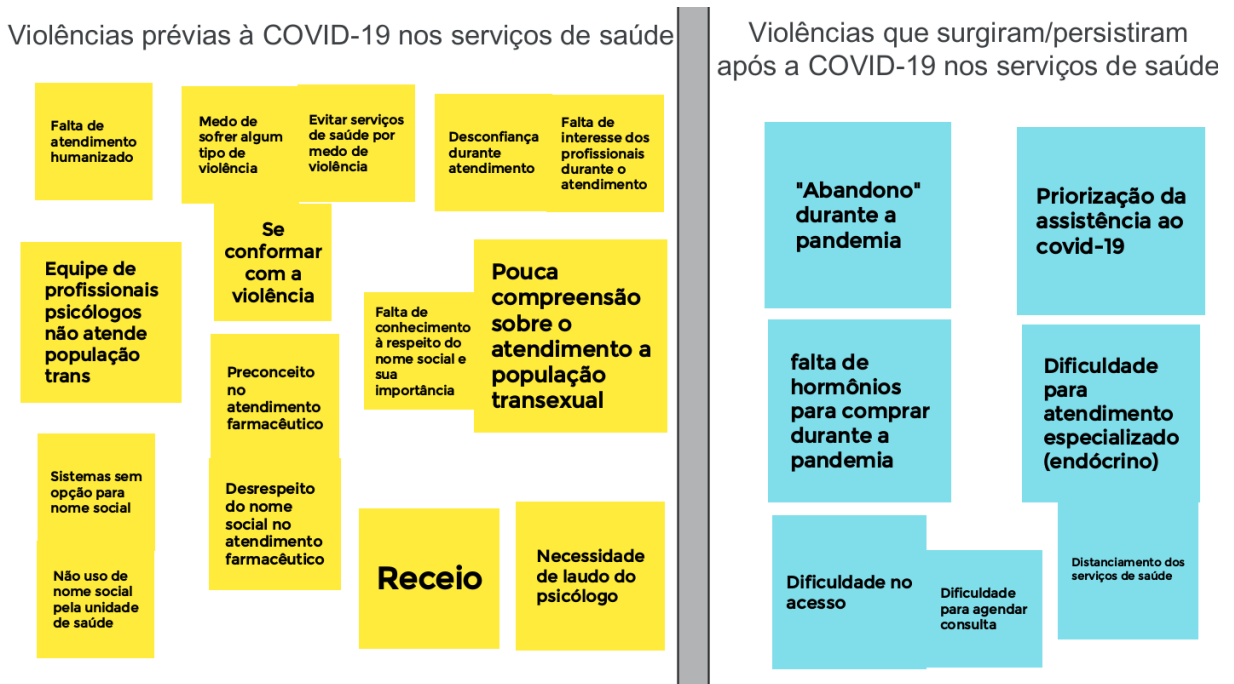 Violências prévias à COVID-19 nos serviços de saúde
Falta de
atendimento
humanizado
Medo de
sofrer algum
tipo de
violência
Evitar serviços
de saúde por
medo de
violência
Desconfiança
durante
atendimento
Falta de
interesse dos
profissionais
durante o
atendimento
Se
conformar
com a
violência
Equipe de
profissionais
psicólogos
não atende
população
trans
Falta de
conhecimento
à respeito do
nome social e
sua
importância
Pouca
compreensão
sobre o
atendimento a
população
transexual
Preconceito
no
atendimento
farmacêutico
Sistemas sem
opção para
nome social
Desrespeito
do nome
social no
atendimento
farmacêutico
Não uso de
nome social
pela unidade
de saúde
Receio
Necessidade
de laudo do
psicólogo
Violências que surgiram/persistiram
após a COVID-19 nos serviços de saúde
"Abandono"
durante a
pandemia
Priorização da
assistência ao
covid-19
falta de
hormônios
para comprar
durante a
pandemia
Dificuldade
para
atendimento
especializado
(endócrino)
Dificuldade no
acesso
Dificuldade
para agendar
consulta
Distanciamento dos
serviços de saúde